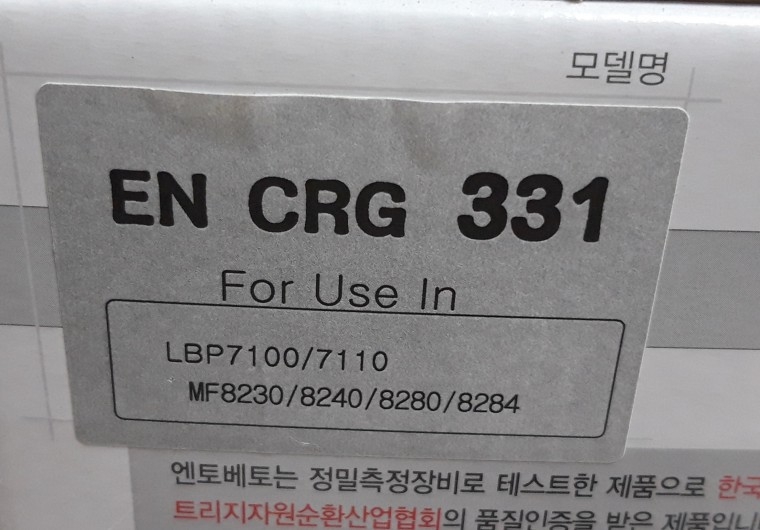 모델명
EN CRG 331
For Use In
LBP7100/7110
MF8230/8240/8280/8284
엔토베토는 정밀측정장비로 테스트한 제품으로 한국
트리지자원순환산업협회의 품질인증을 받은 제품입니